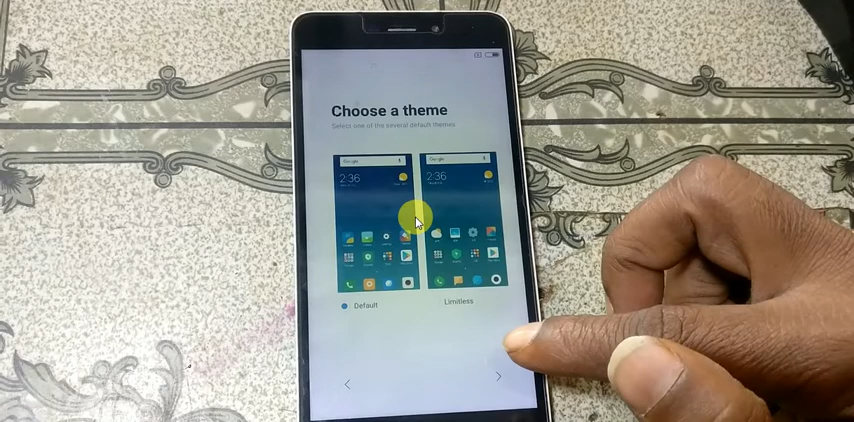 Choose a theme
Select one of the several default themes
Google
2:36
Google
2:36
Default
Limitless